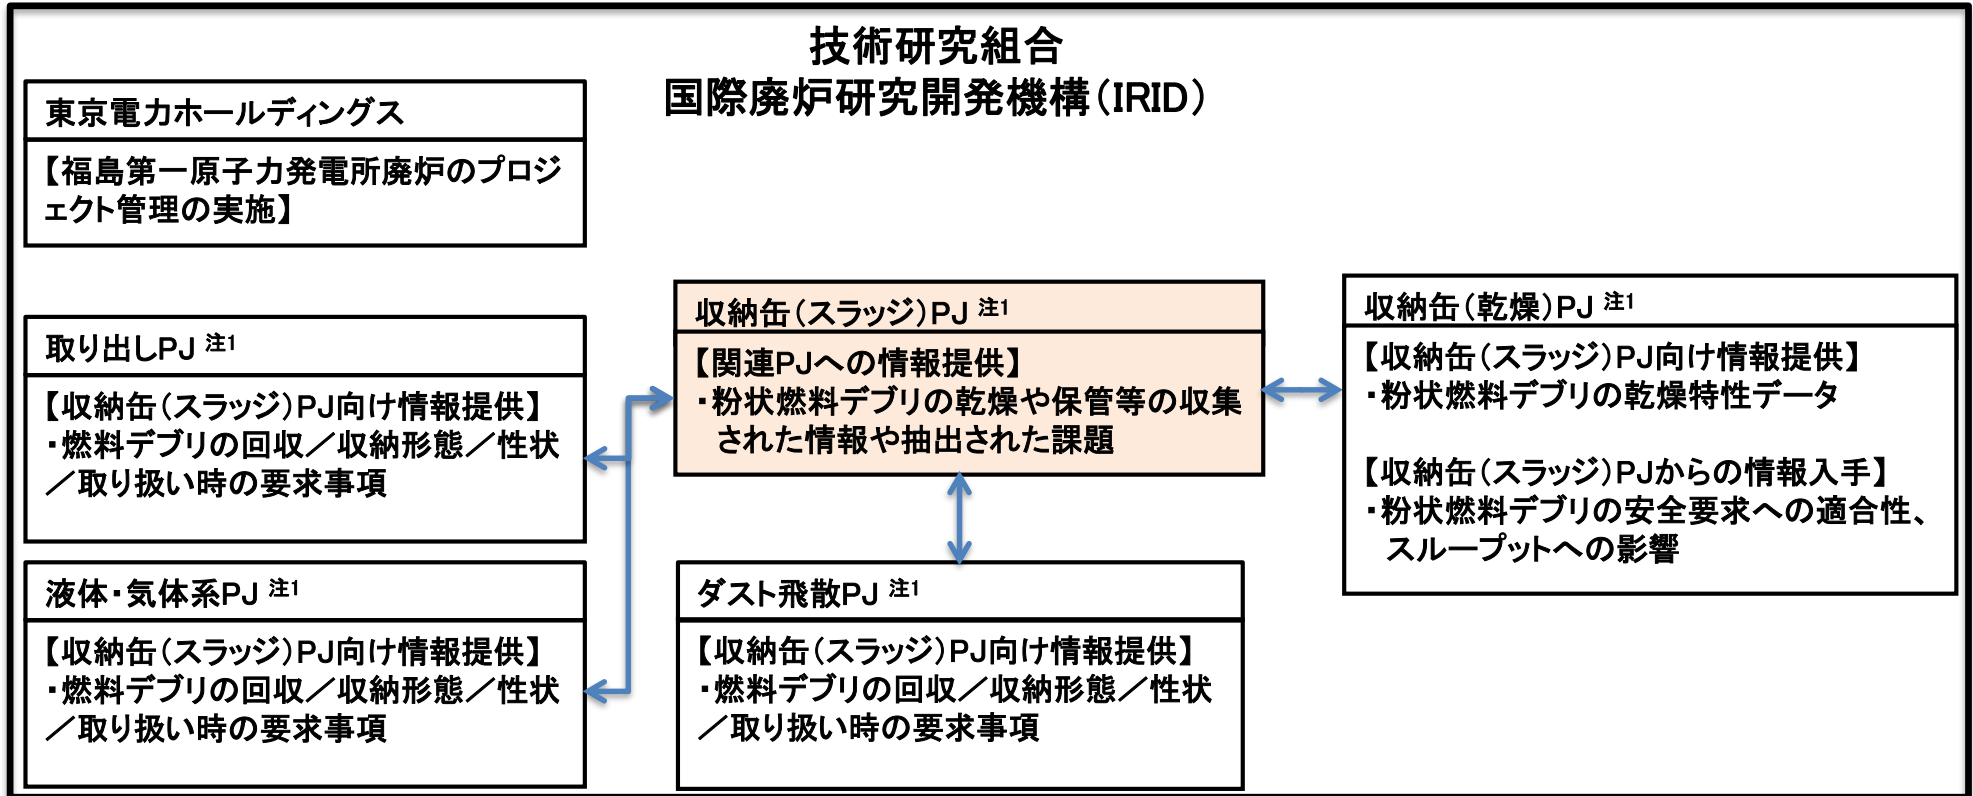 技術研究組合
国際廃炉研究開発機構(IRID)
東京電力ホールディングス
【福島第一原子力発電所廃炉のプロジ
ェクト管理の実施】
取り出しPJ 注1
【収納缶(スラッジ)PJ向け情報提供】
・燃料デブリの回収／収納形態／性状
／取り扱い時の要求事項
液体・気体系PJ 注1
【収納缶(スラッジ)PJ向け情報提供】
・燃料デブリの回収／収納形態／性状
／取り扱い時の要求事項
収納缶(スラッジ)PJ 注1
【関連PJへの情報提供】
・粉状燃料デブリの乾燥や保管等の収集
された情報や抽出された課題
ダスト飛散PJ 注1
【収納缶(スラッジ)PJ向け情報提供】
・燃料デブリの回収／収納形態／性状
／取り扱い時の要求事項
収納缶(乾燥)PJ 注1
【収納缶(スラッジ)PJ向け情報提供】
・粉状燃料デブリの乾燥特性データ
【収納缶(スラッジ)PJからの情報入手】
・粉状燃料デブリの安全要求への適合性、
スループットへの影響